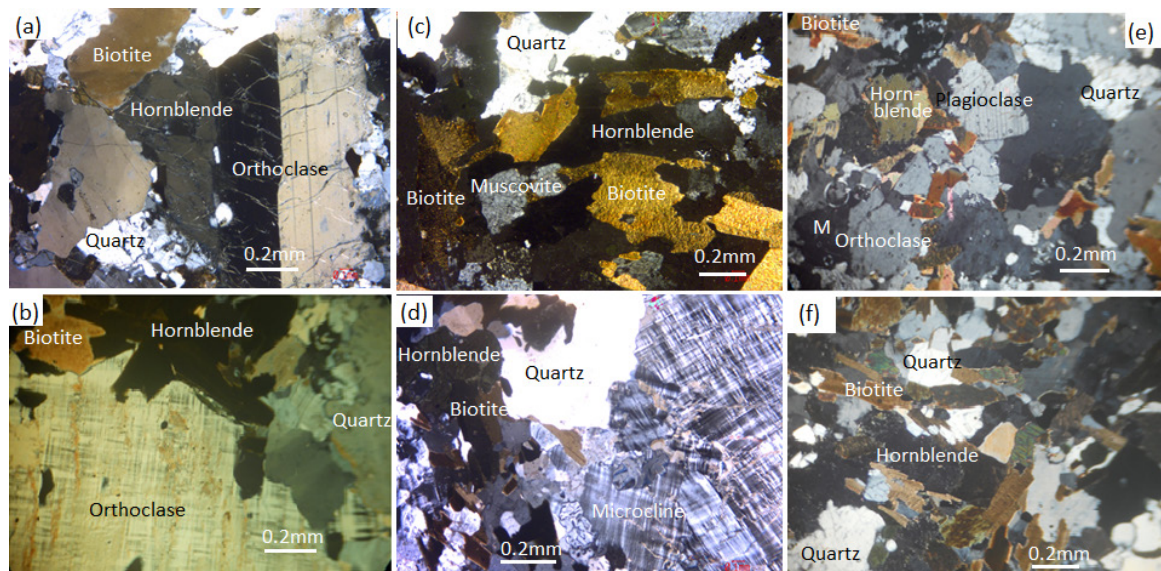 (a)
Biotite
Hornblende
Orthoclase
Quartz
0.2mm
(b)
Biotite
Hornblende
Quartz
Orthoclase
0.2mm
(c)
Quartz
Hornblende
Muscovite
Biotite
Biotite
0.2mm
(d)
Hornblende
Quartz
Biotite
Microcline
0.2mm
Biotite
(e)
Horn-
blende
Plagioclase
Quartz
M
Orthoclase
0.2mm
(f)
Quartz
Biotite
Hornblende
Quartz
0.2mm